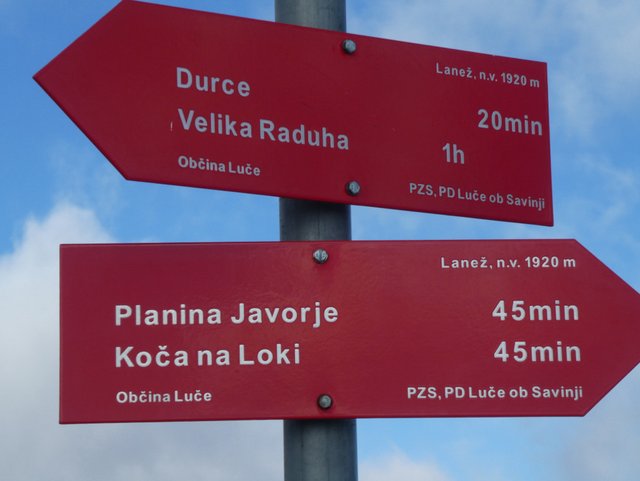 Lanež, n.v. 1920 m
Durce 20min
Velika Raduha 1h
Občina Luče
PZS, PD Luče ob Savinji
Lanež, n.v. 1920 m
Planina Javorje 45min
Koča na Loki 45min
Občina Luče PZS, PD Luče ob Savinji